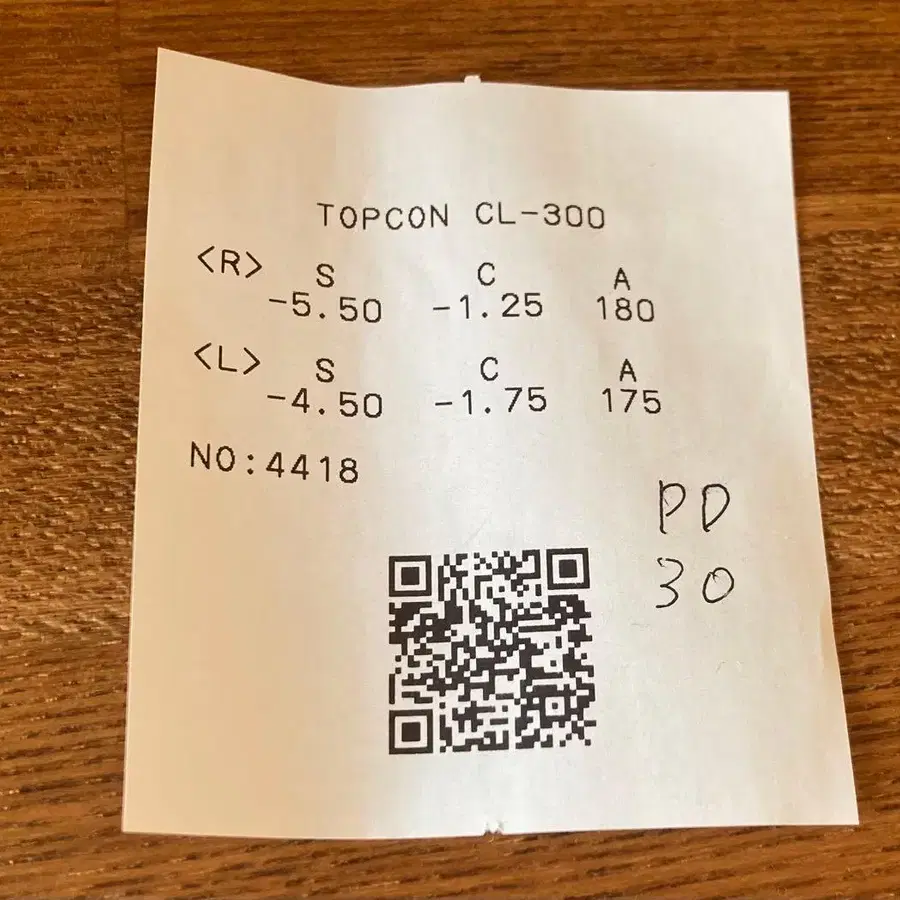 TOPCON CL-300
<R> S C A
-5.50 -1.25 180
<L> S C A
-4.50 -1.75 175
NO:4418
PD
30